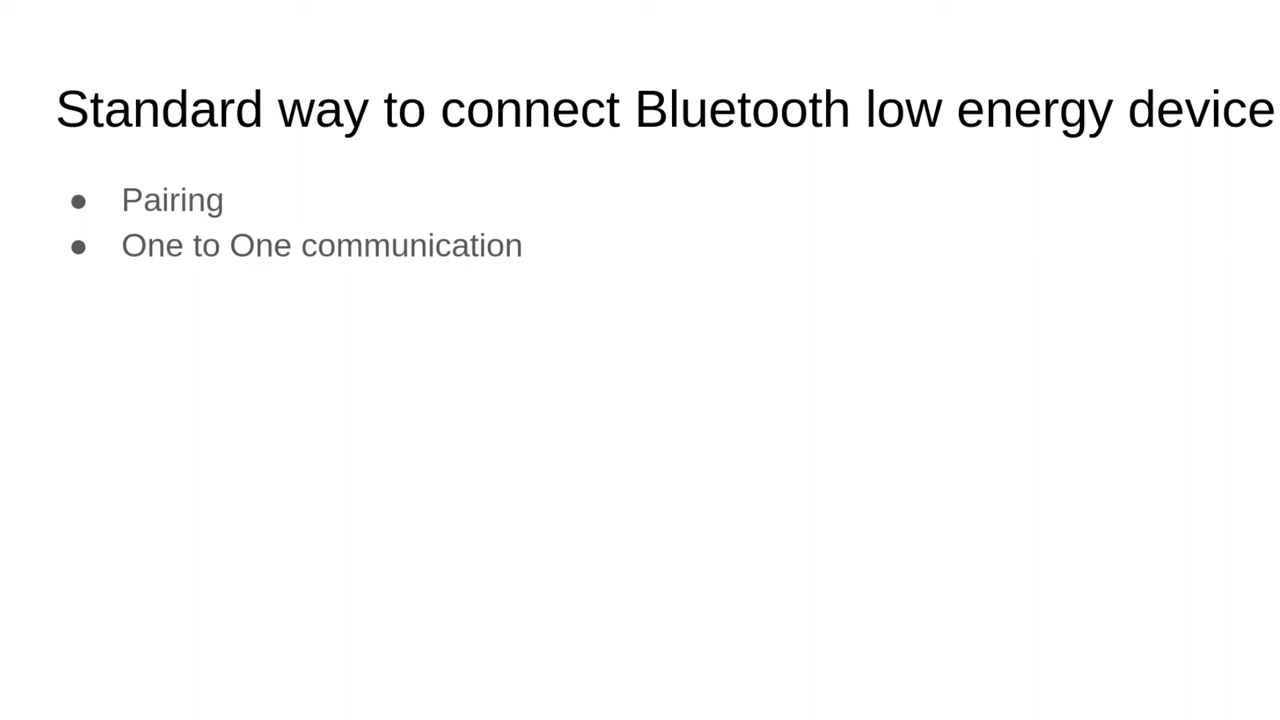 Standard way to connect Bluetooth low energy device
● Pairing
● One to One communication